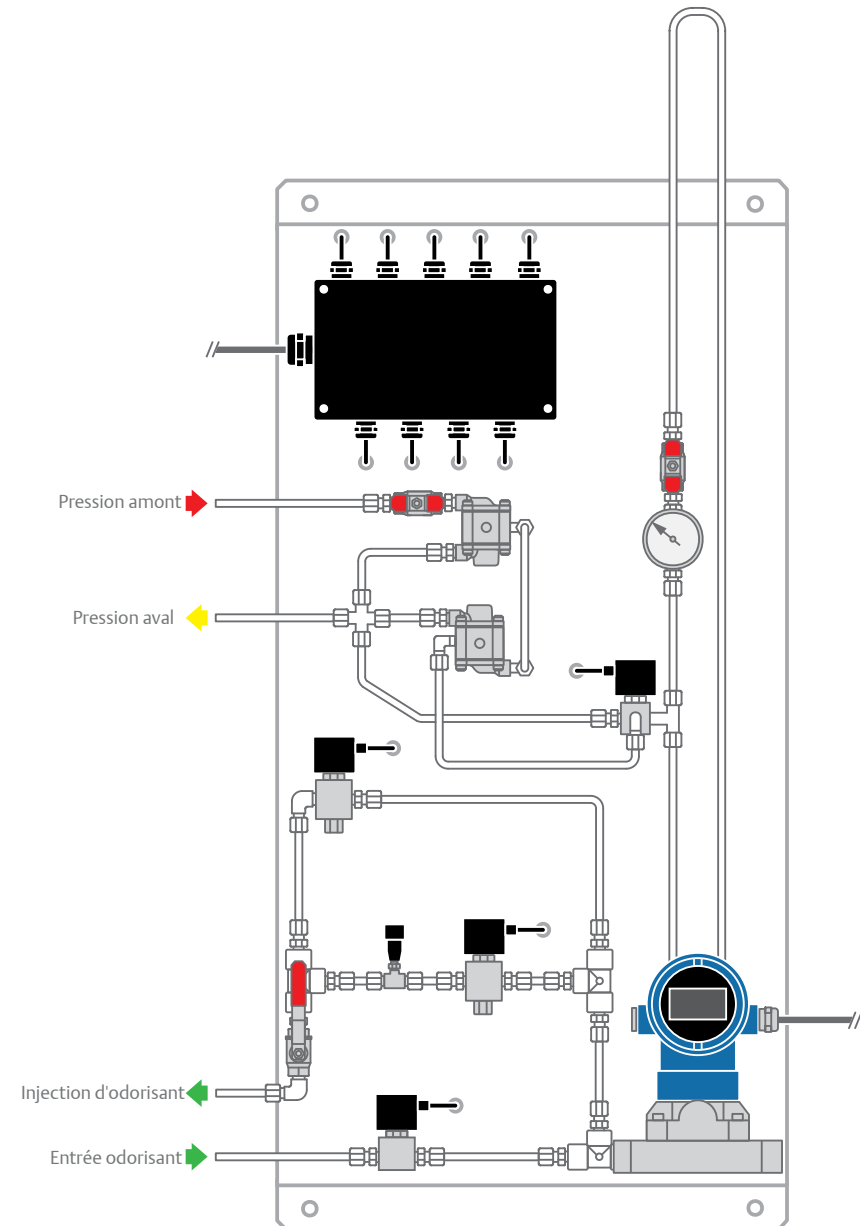 Pression amont
Pression aval
Injection d'odorisant
Entrée odorisant